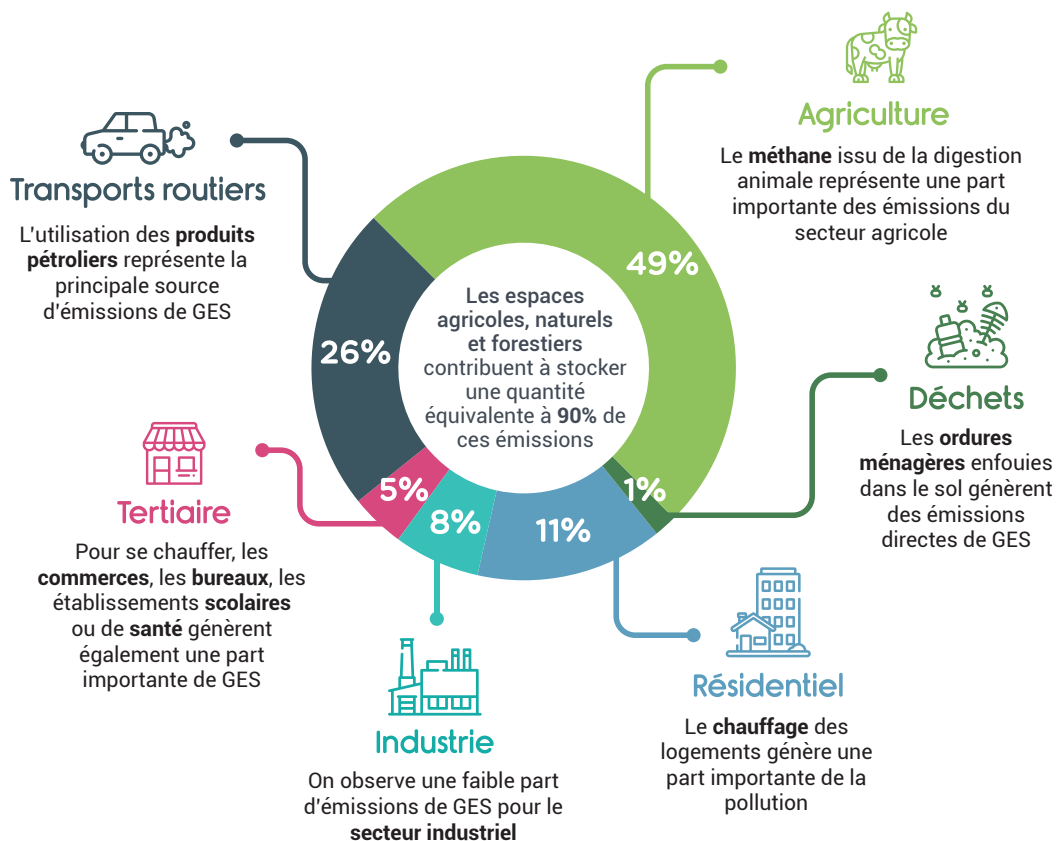 Agriculture
Le méthane issu de la digestion
animale représente une part
importante des émissions du
secteur agricole
49%
Transports routiers
L'utilisation des produits
pétroliers représente la
principale source
d'émissions de GES
26%
Les espaces
agricoles, naturels
et forestiers
contribuent à stocker
une quantité
équivalente à 90% de
ces émissions
Déchets
Les ordures
ménagères enfouies
dans le sol génèrent
des émissions
directes de GES
1%
Tertiaire
Pour se chauffer, les
commerces, les bureaux, les
établissements scolaires
ou de santé génèrent
également une part
importante de GES
5%
8%
11%
Industrie
On observe une faible part
d'émissions de GES pour le
secteur industriel
Résidentiel
Le chauffage des
logements génère une
part importante de la
pollution